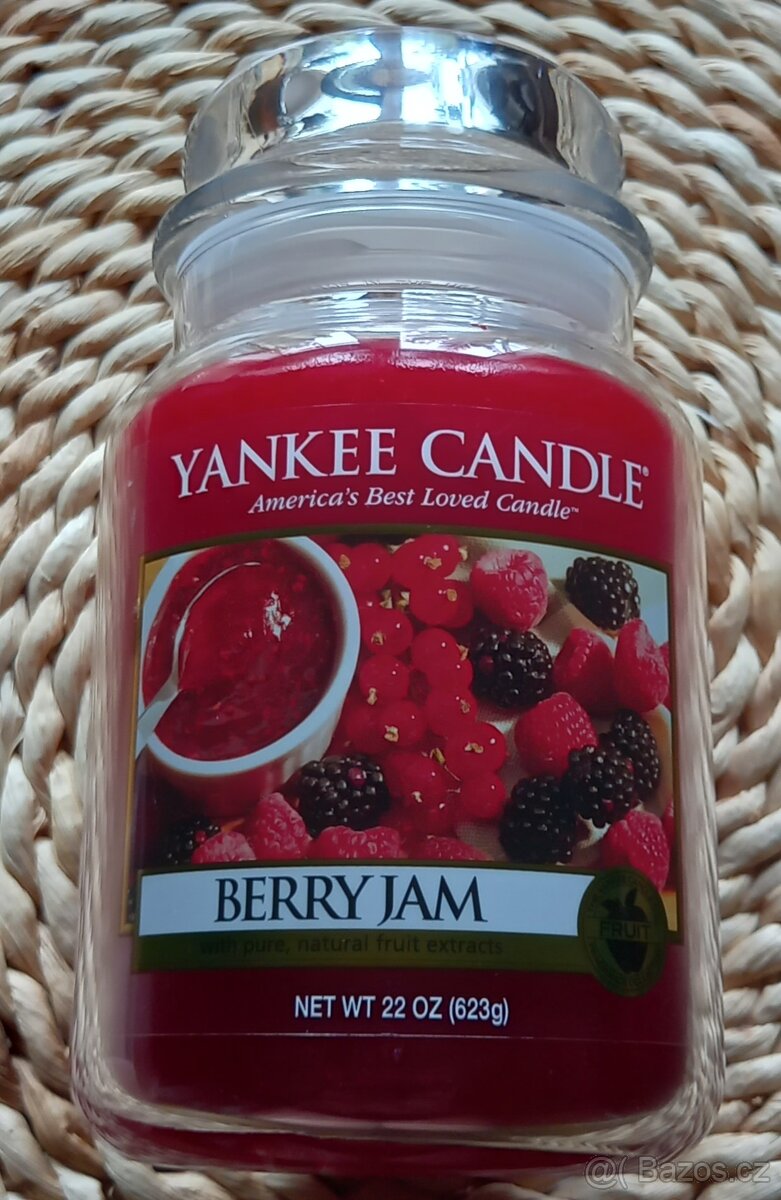 YANKEE CANDLE®
America's Best Loved Candle™
BERRY JAM
with pure, natural fruit extracts
FRUIT
NET WT 22 OZ (623g)
@( Bazos.cz